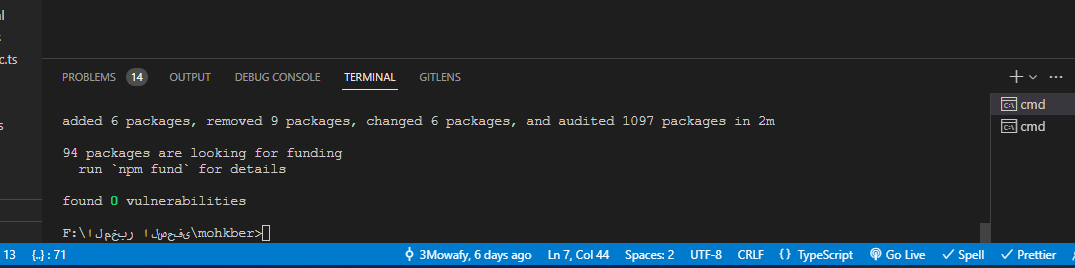 c.ts
PROBLEMS 14 OUTPUT DEBUG CONSOLE TERMINAL GITLENS
cmd
cmd
added 6 packages, removed 9 packages, changed 6 packages, and audited 1097 packages in 2m
94 packages are looking for funding
run `npm fund` for details
found 0 vulnerabilities
F:\المخبر الصحفى\mohkber>
13 {..} : 71 3Mowafy, 6 days ago Ln 7, Col 44 Spaces: 2 UTF-8 CRLF {} TypeScript Go Live Spell Prettier